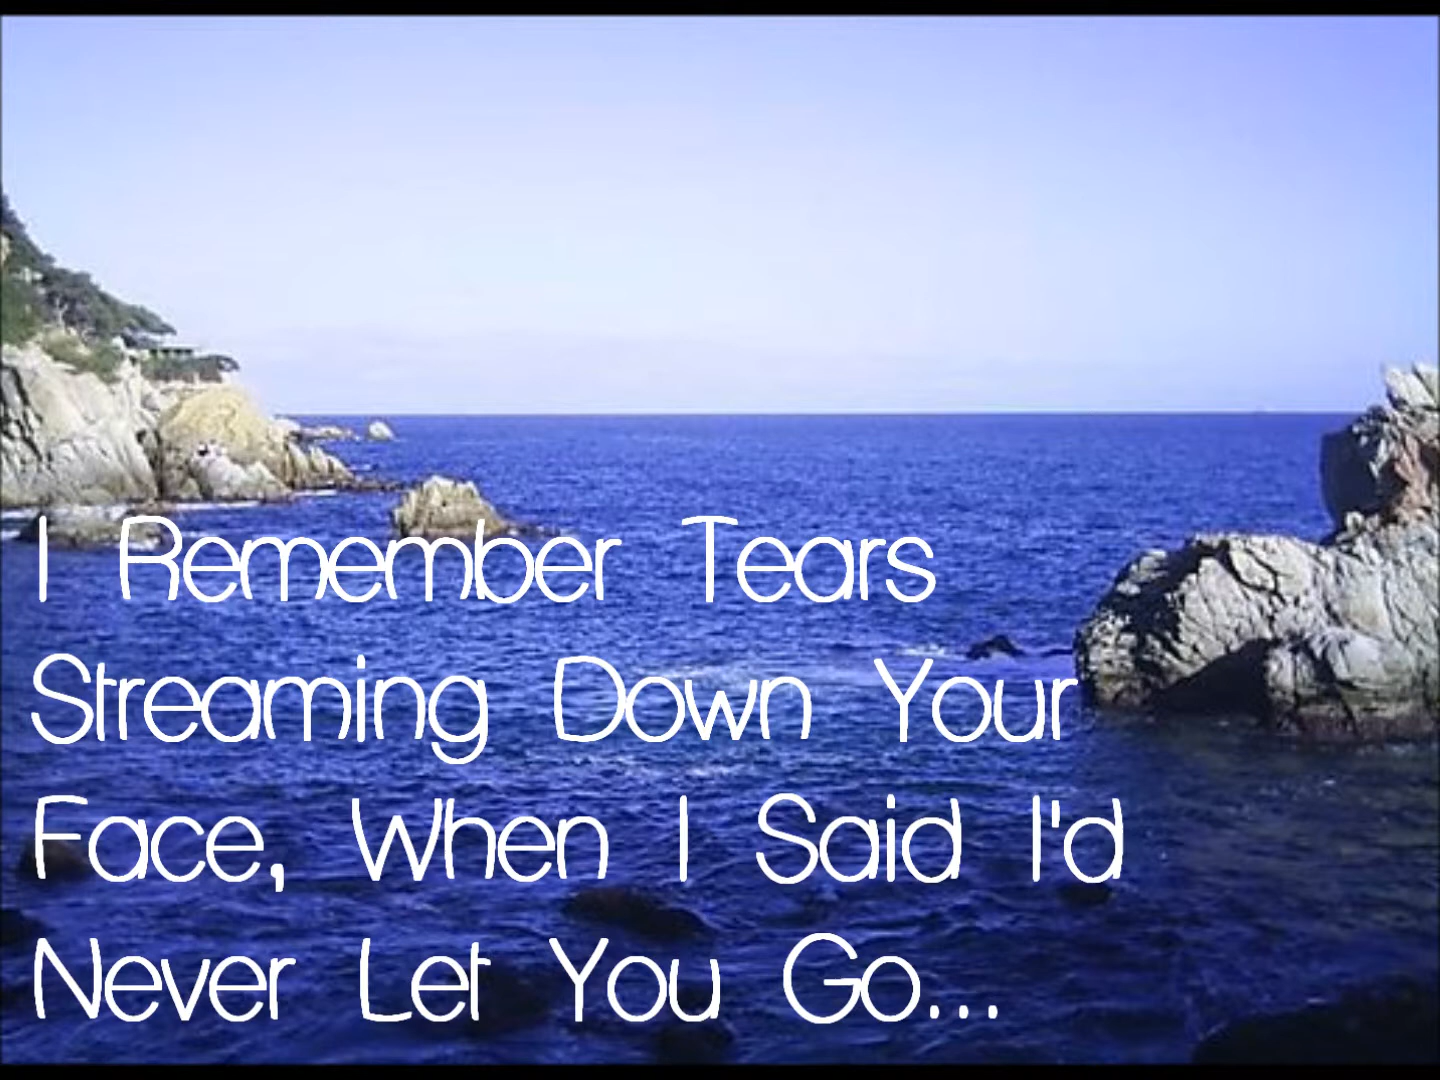 I Remember Tears
Streaming Down Your
Face, When I Said I'd
Never Let You Go...